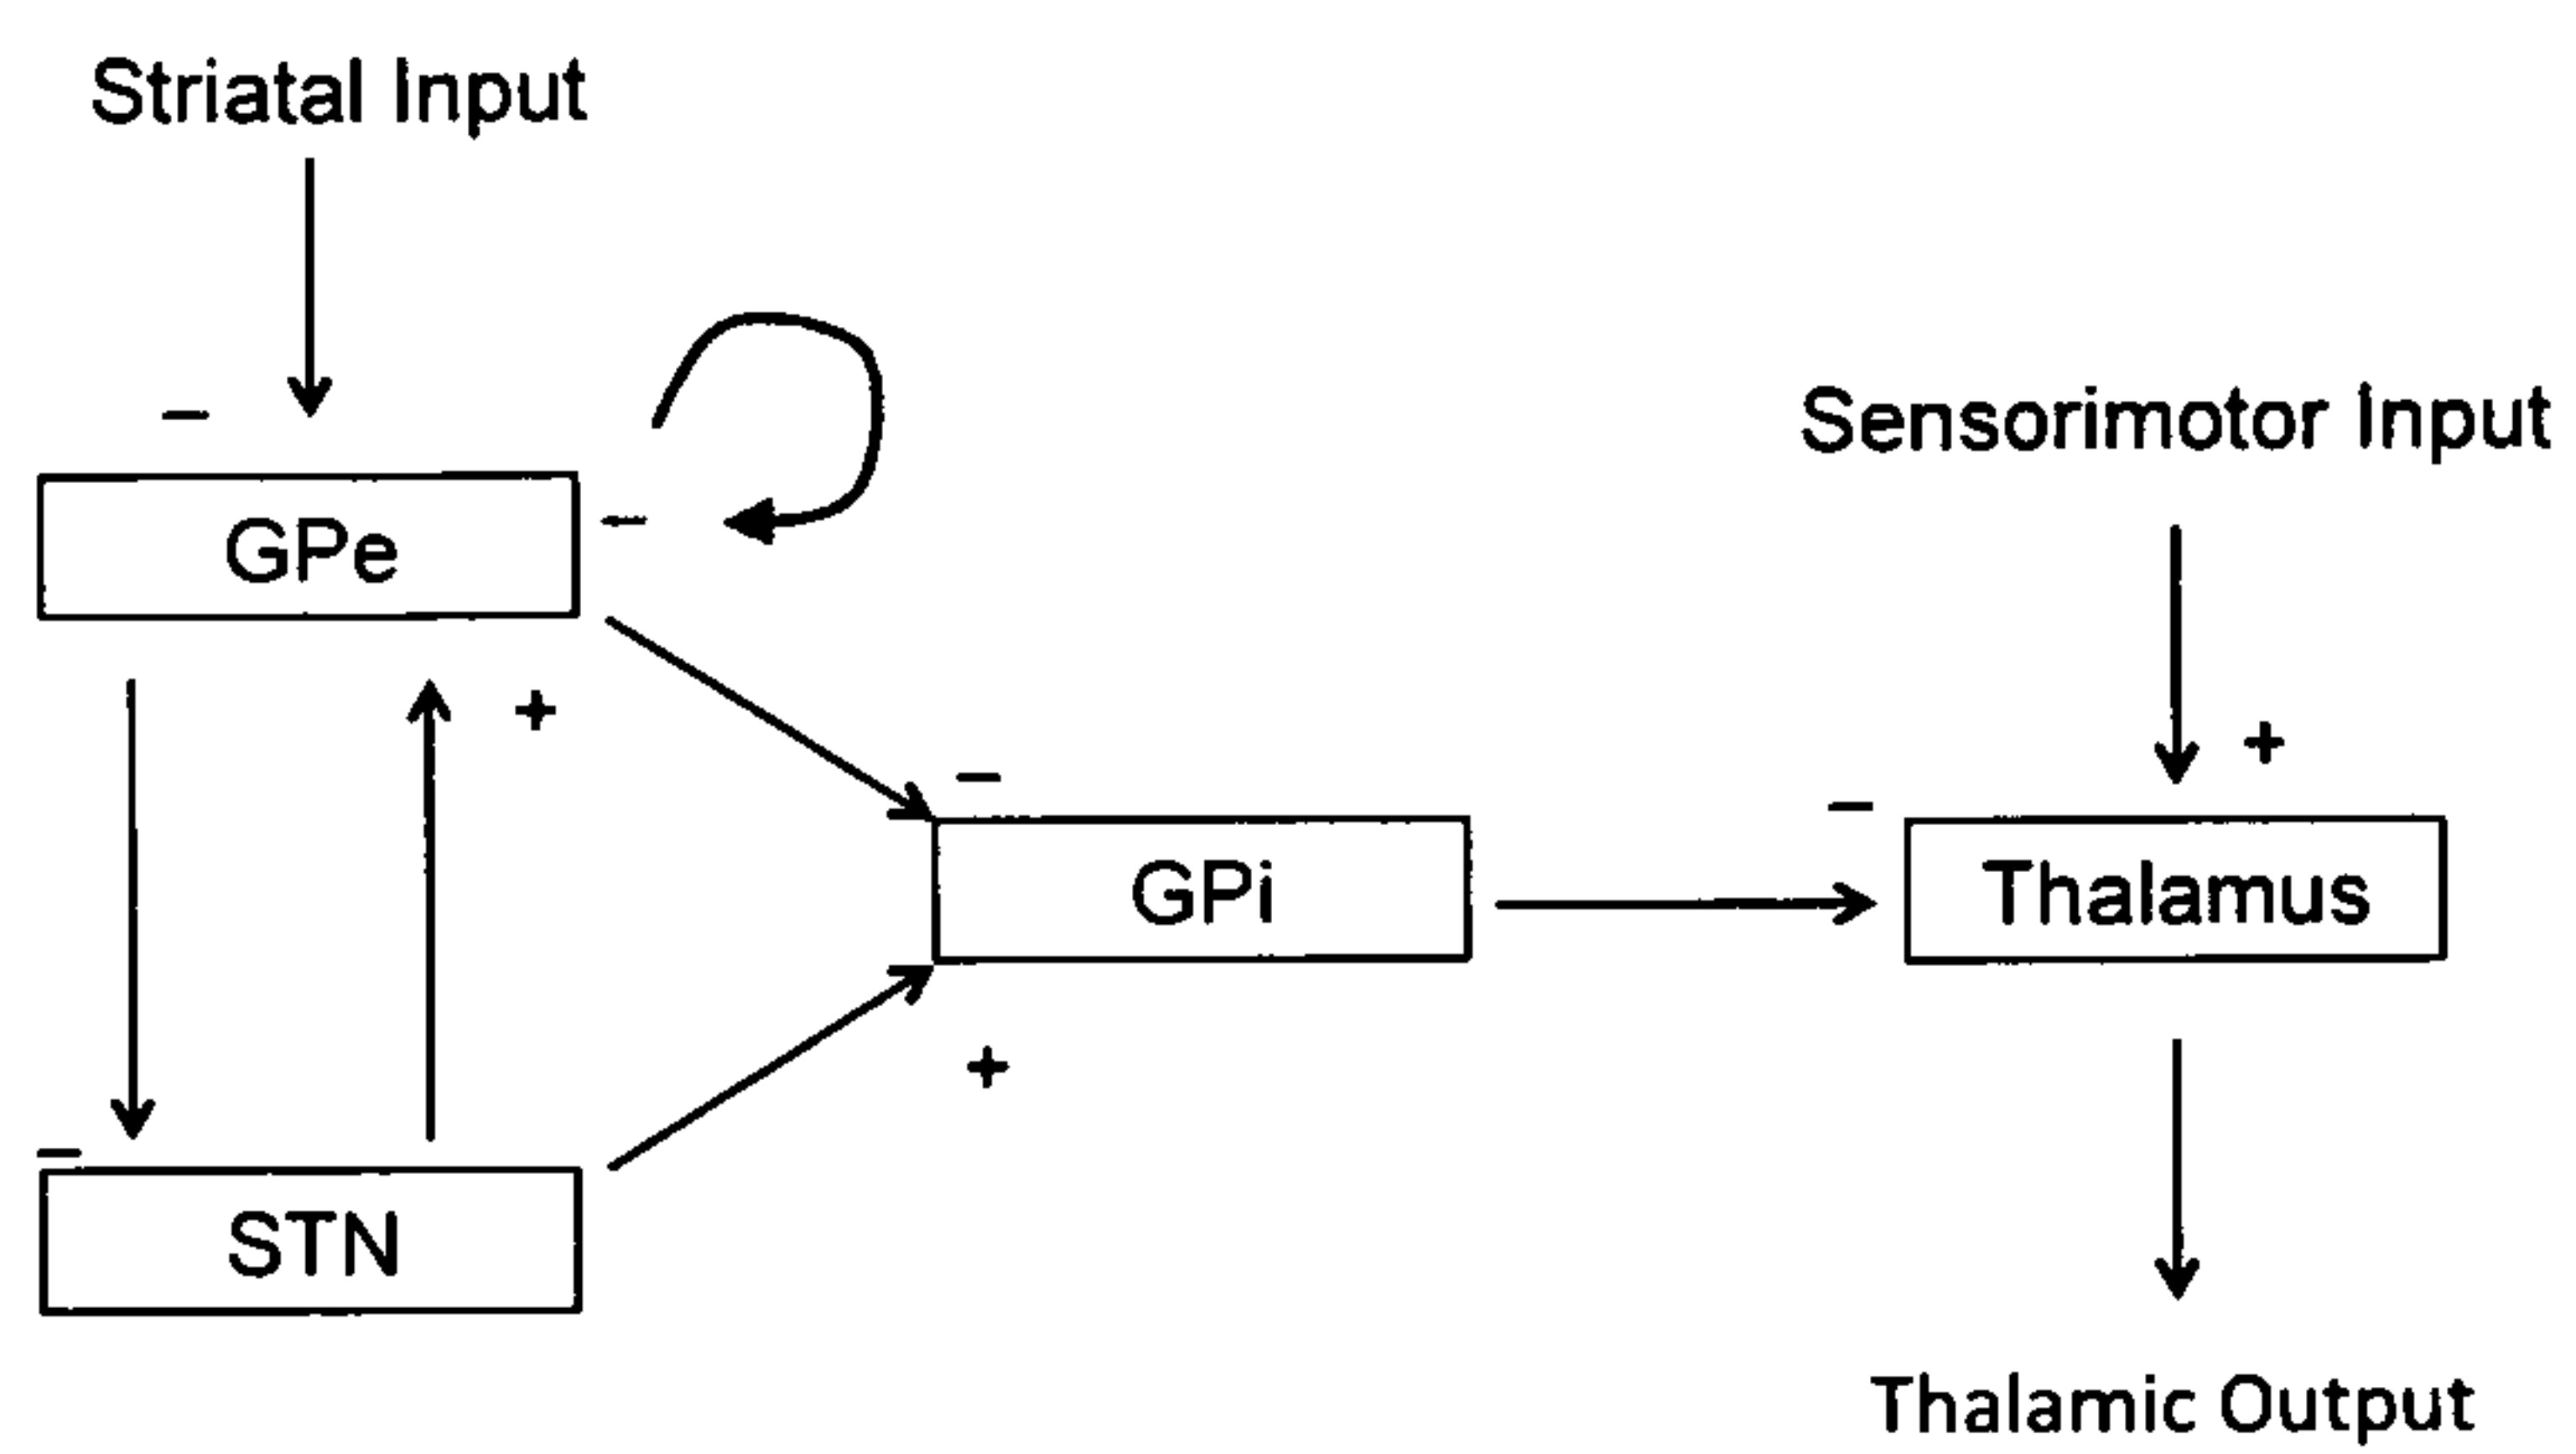 Striatal Input
–
Sensorimotor Input
GPe
–
+
–
+
–
GPi
Thalamus
+
–
STN
Thalamic Output